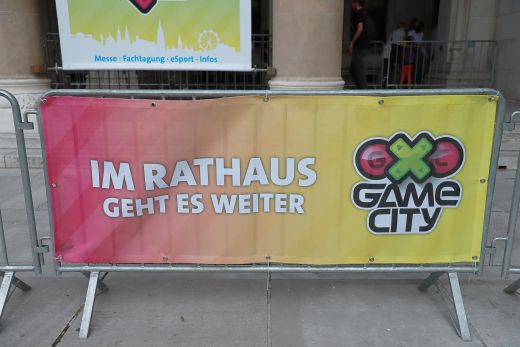 Messe · Fachtagung · eSport · Infos
IM RATHAUS
GEHT ES WEITER
GAME
CITY